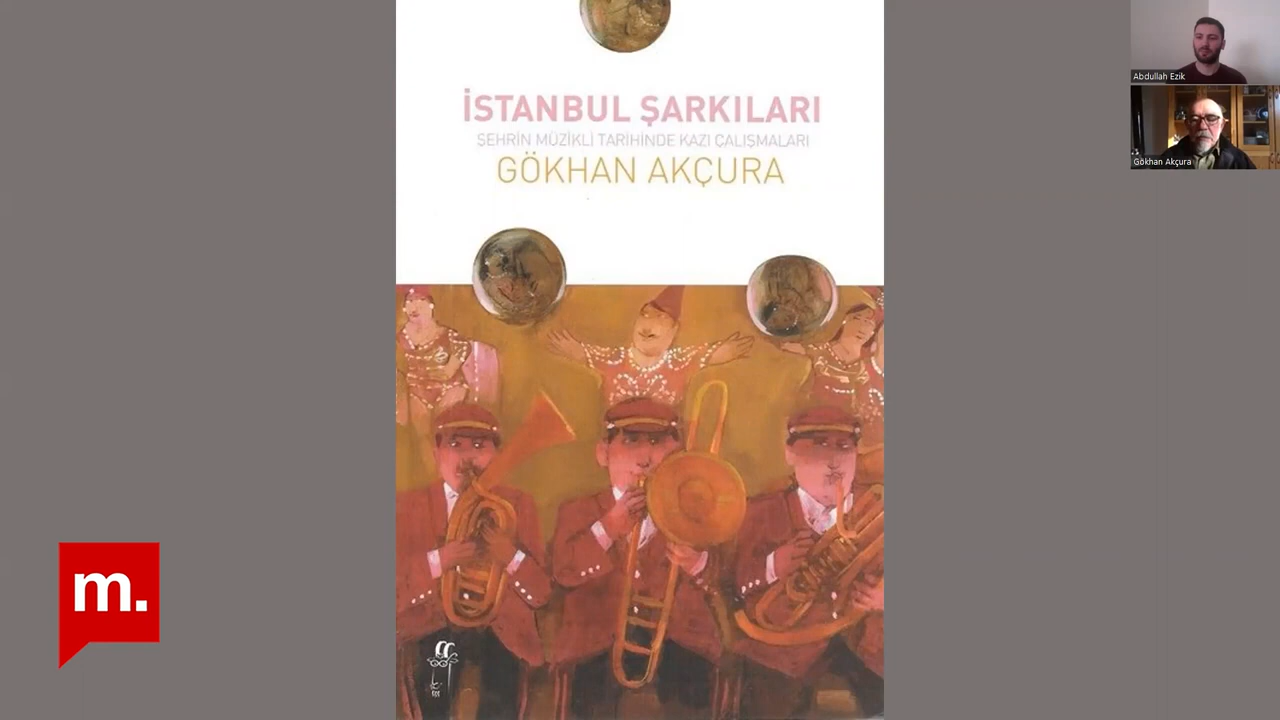 İSTANBUL ŞARKILARI
ŞEHRİN MÜZİKLİ TARİHİNDE KAZI ÇALIŞMALARI
GÖKHAN AKÇURA
Abdullah Ezik
Gökhan Akçura
m.